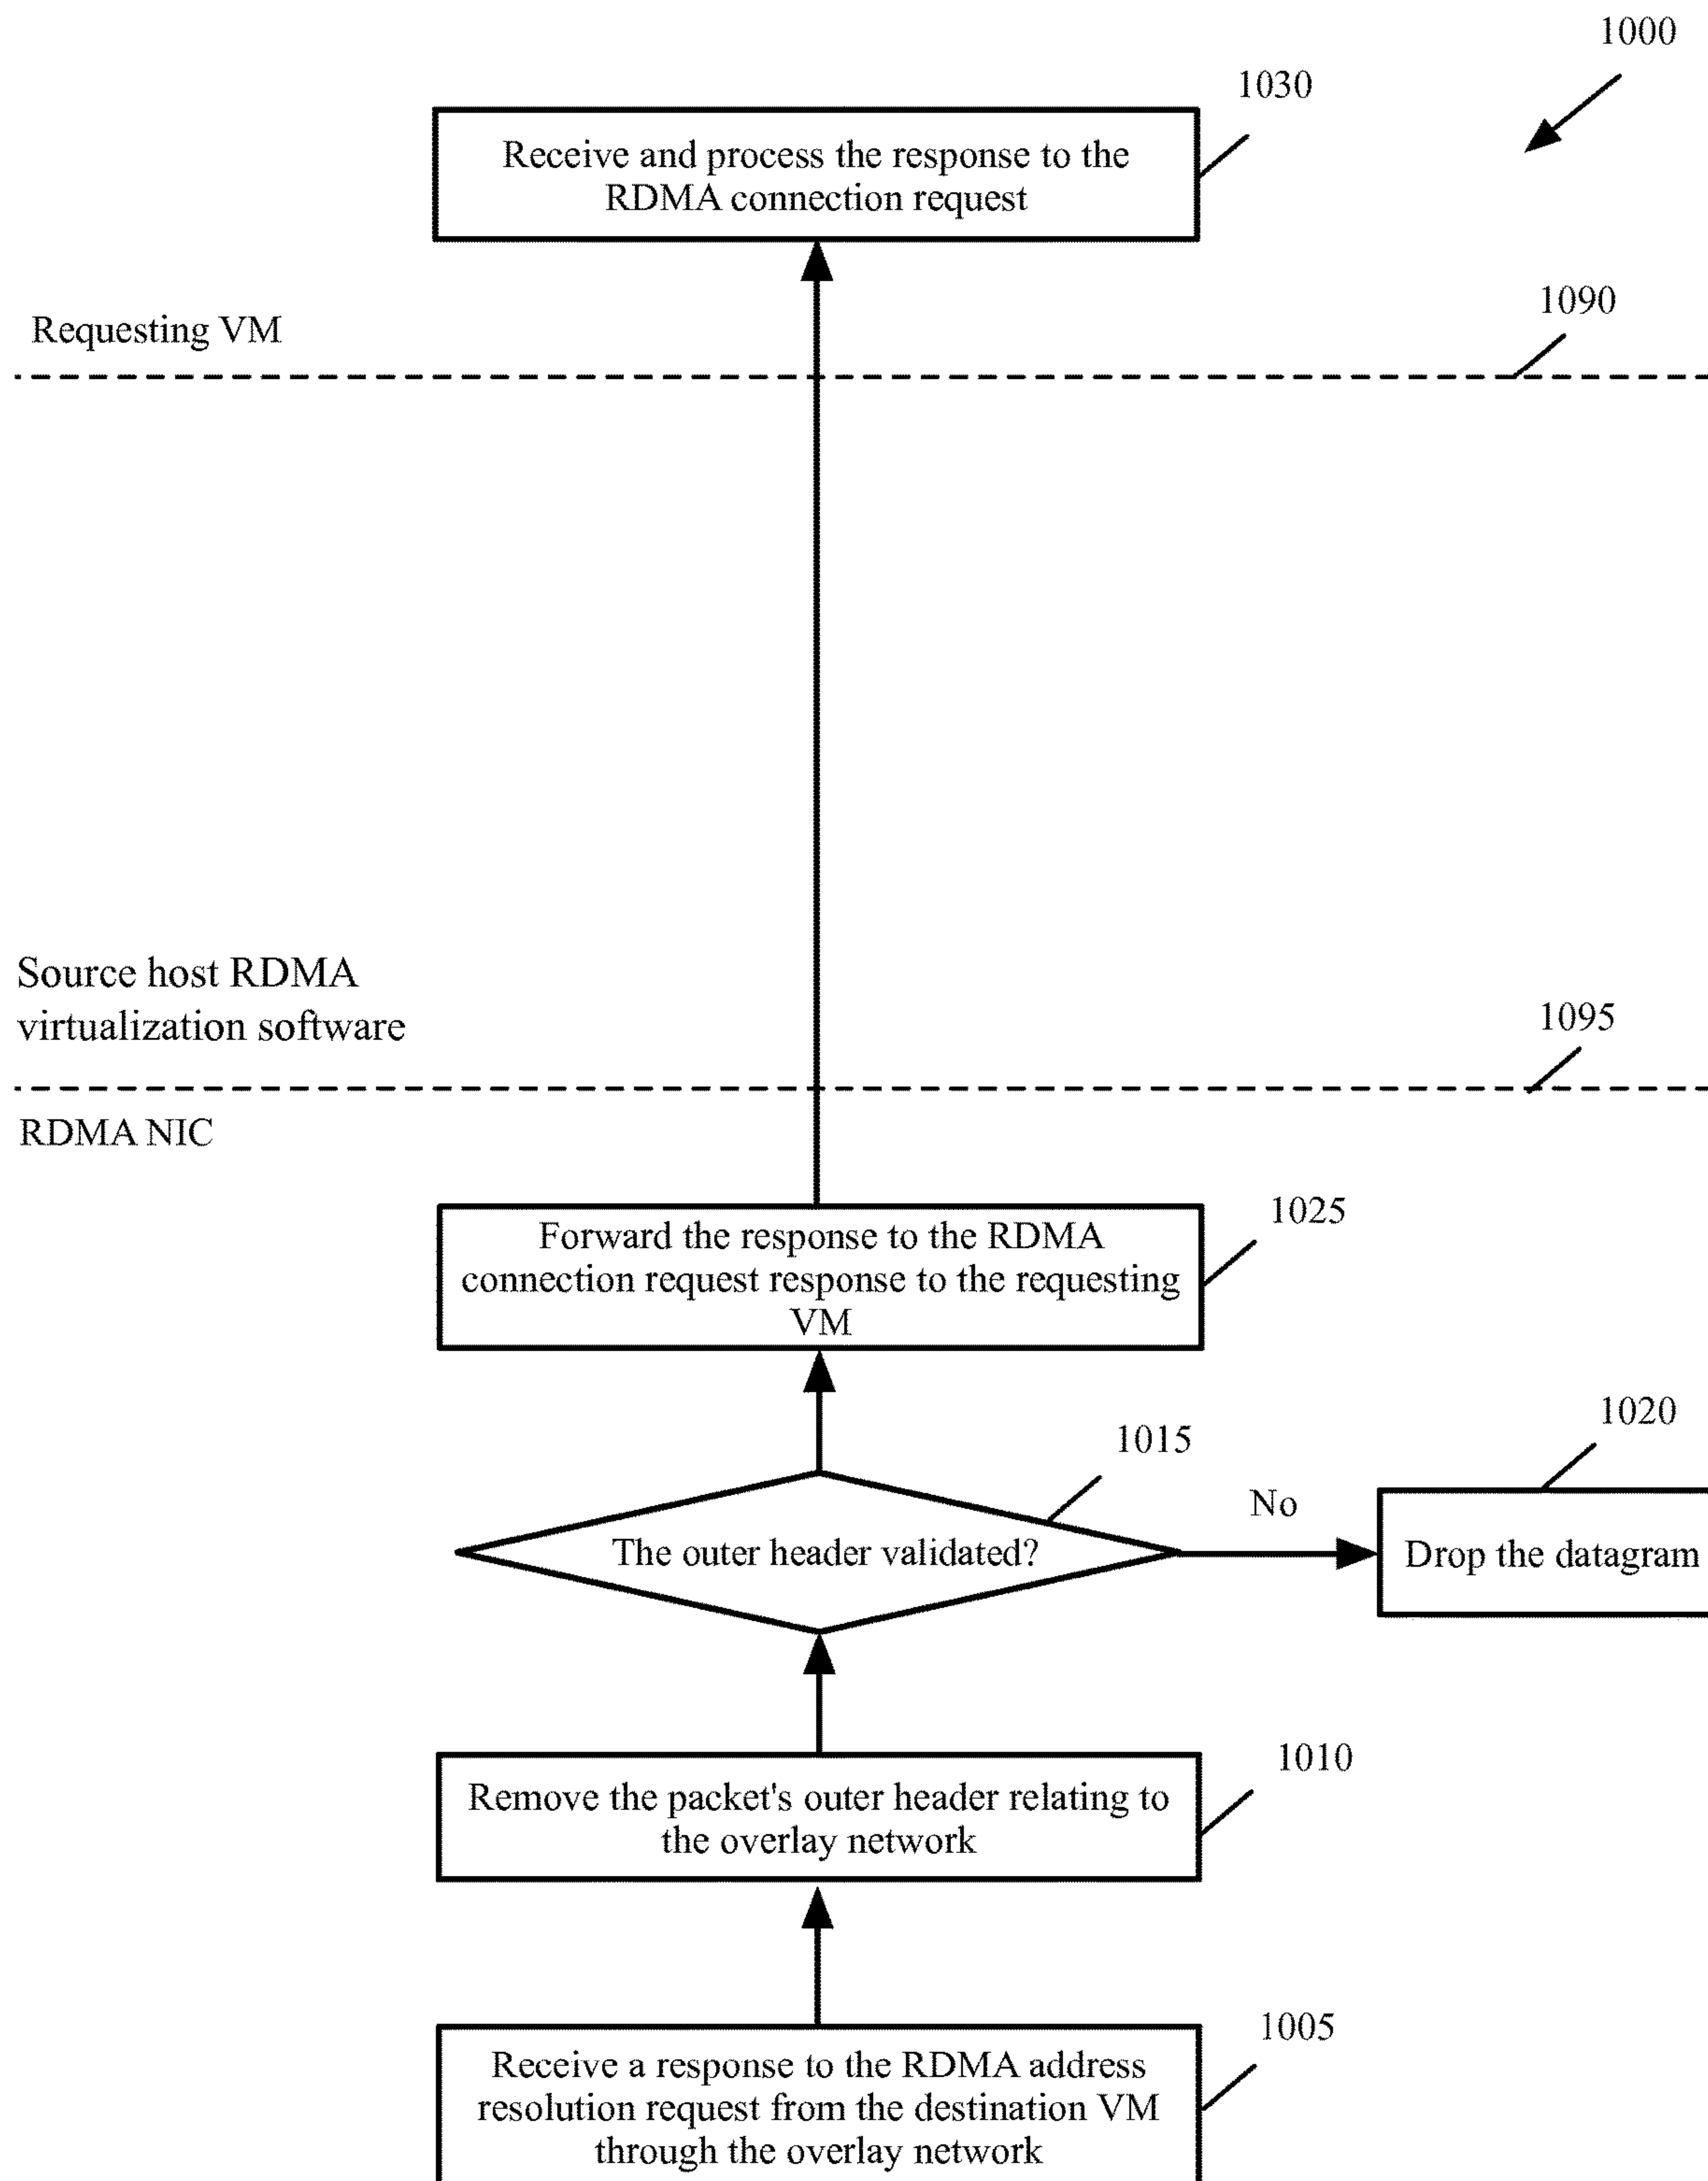 1000
1030
Receive and process the response to the
RDMA connection request
1090
Requesting VM
Source host RDMA
virtualization software
1095
RDMA NIC
1025
Forward the response to the RDMA
connection request response to the requesting
VM
1020
1015
No
The outer header validated?
Drop the datagram
1010
Remove the packet's outer header relating to
the overlay network
1005
Receive a response to the RDMA address
resolution request from the destination VM
through the overlay network